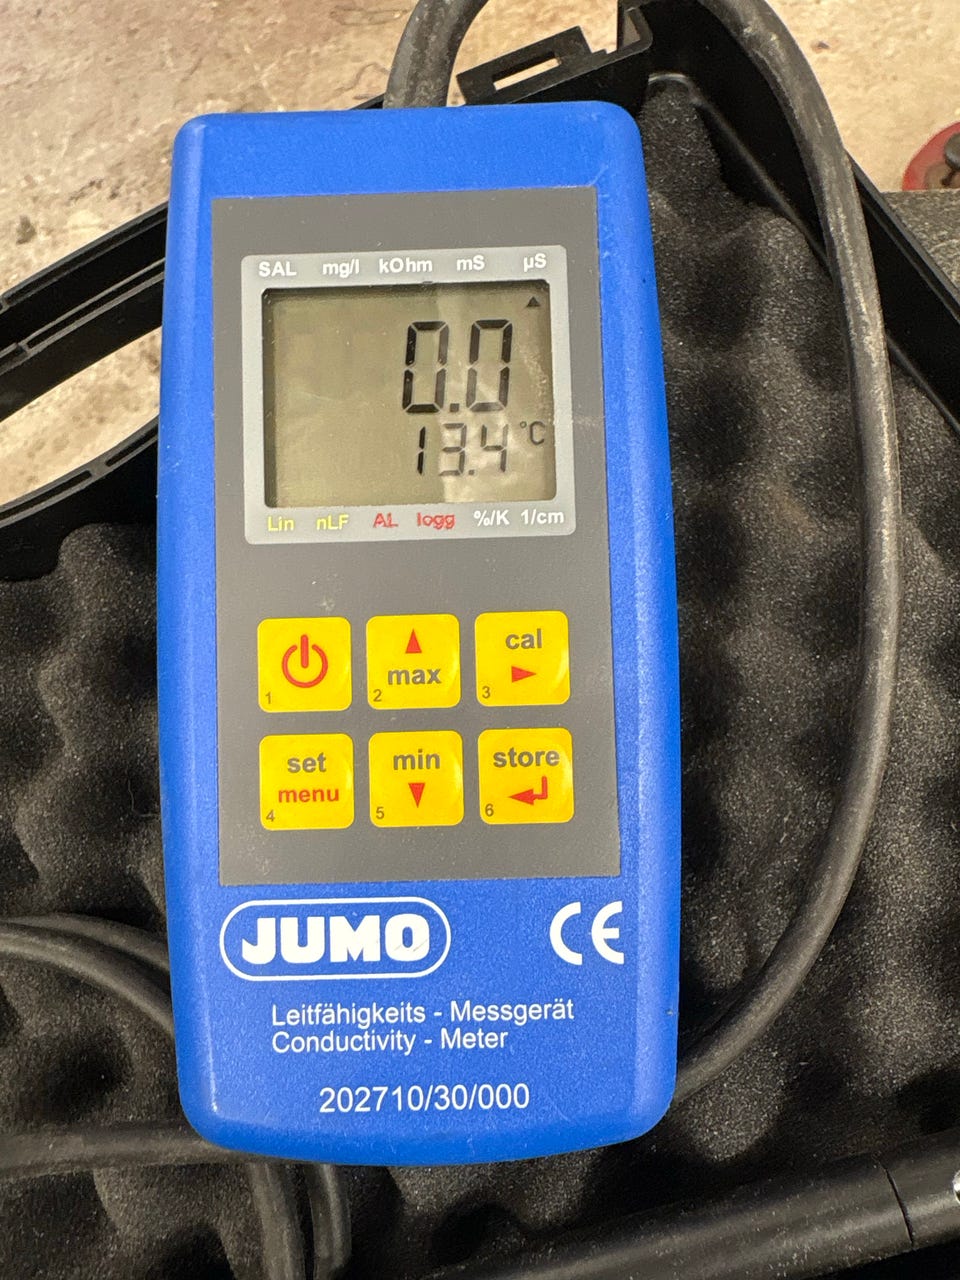 SAL mg/l kOhm mS µS
0.0
13.4 °C
Lin nLF AL logg %/K 1/cm
1 max 2 cal 3
set menu 4 min 5 store 6
JUMO CE
Leitfähigkeits - Messgerät
Conductivity - Meter
202710/30/000